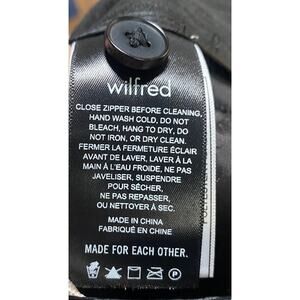 wilfred
CLOSE ZIPPER BEFORE CLEANING,
HAND WASH COLD, DO NOT
BLEACH, HANG TO DRY, DO
NOT IRON, OR DRY CLEAN.
FERMER LA FERMETURE ÉCLAIR
AVANT DE LAVER, LAVER À LA
MAIN À L'EAU FROIDE, NE PAS
JAVELISER, SUSPENDRE
POUR SÉCHER,
NE PAS REPASSER,
OU NETTOYER À SEC.
MADE IN CHINA
FABRIQUÉ EN CHINE
MADE FOR EACH OTHER.
P